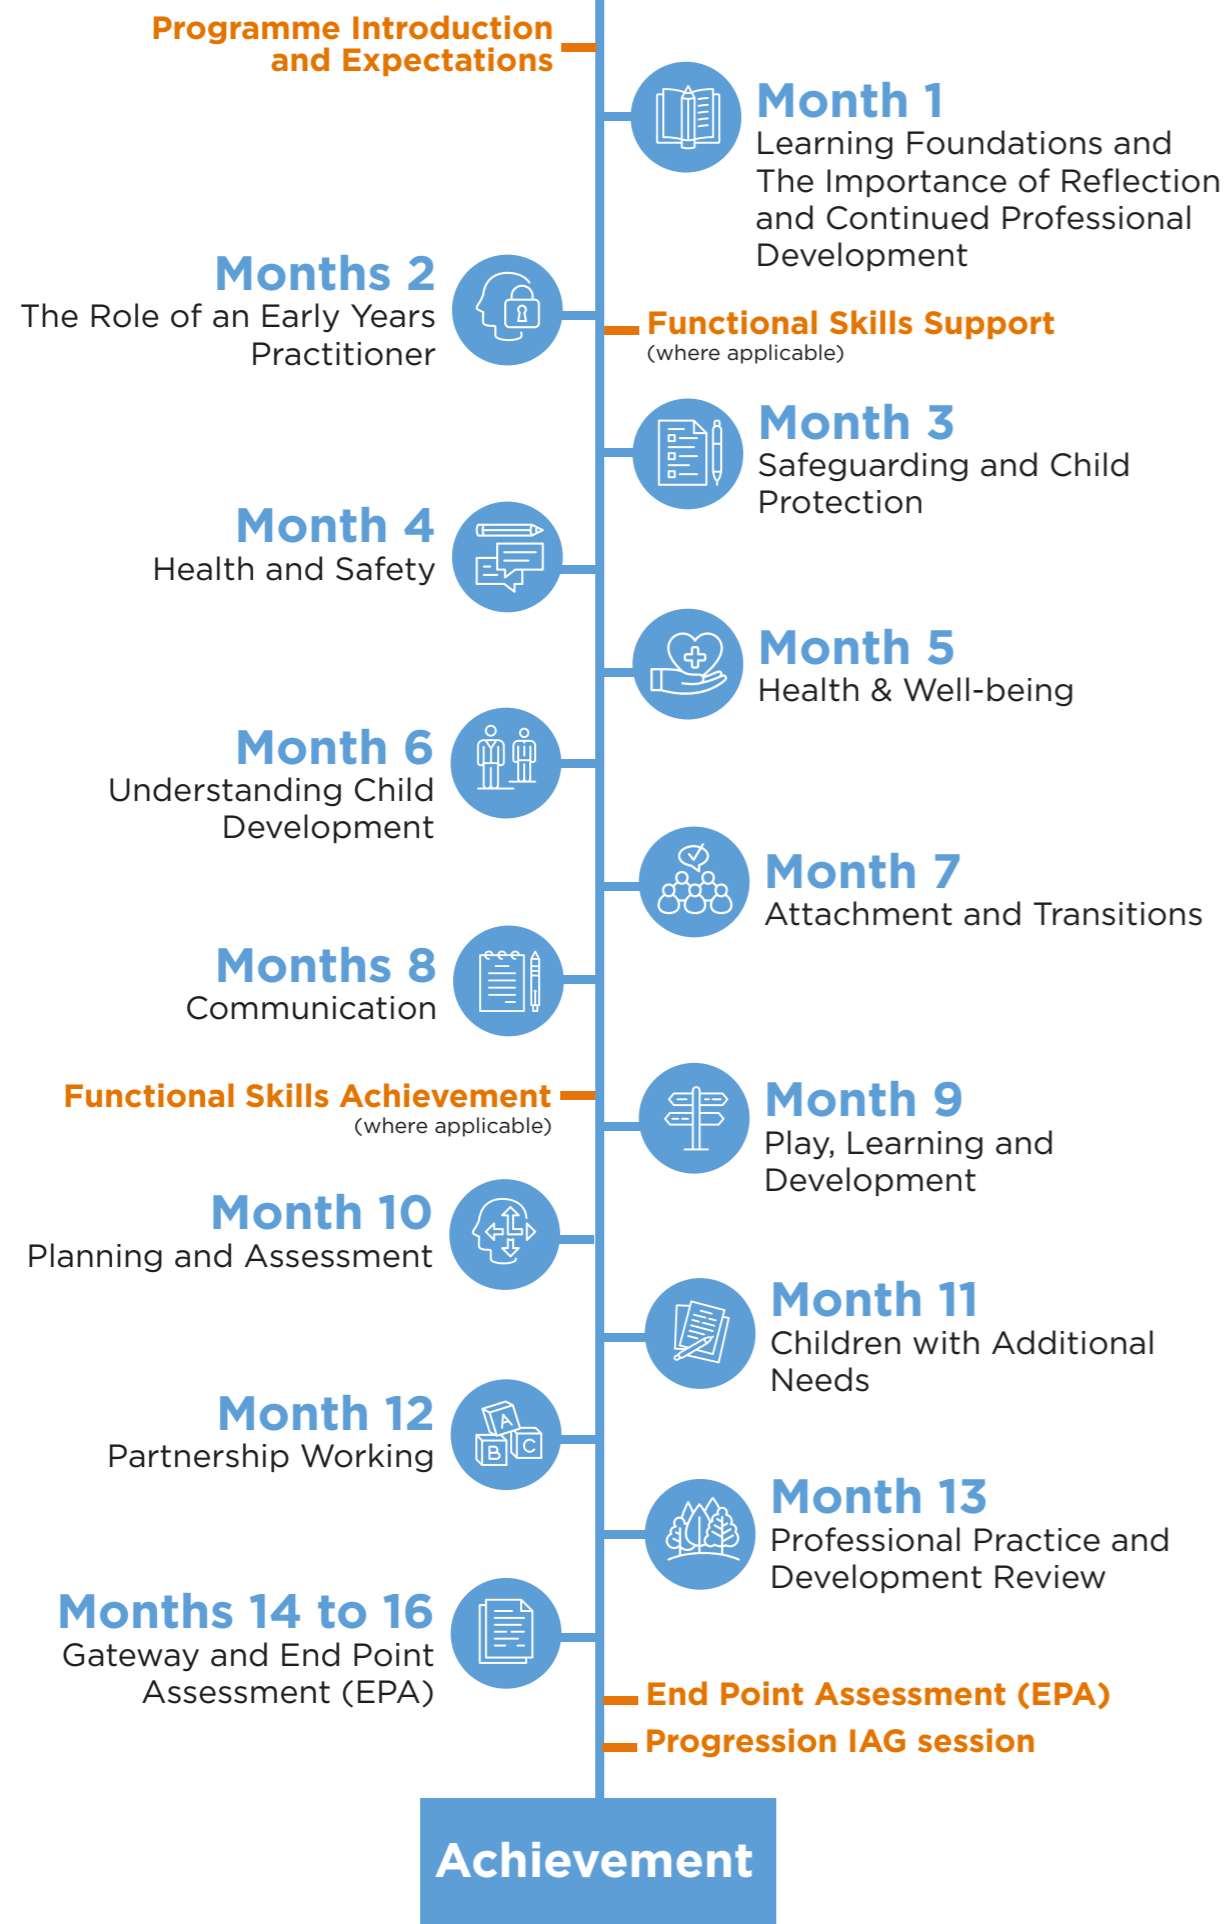 Programme Introduction
and Expectations
Month 1
Learning Foundations and
The Importance of Reflection
and Continued Professional
Development
Months 2
The Role of an Early Years
Practitioner
Functional Skills Support
(where applicable)
Month 3
Safeguarding and Child
Protection
Month 4
Health and Safety
Month 5
Health & Well-being
Month 6
Understanding Child
Development
Month 7
Attachment and Transitions
Months 8
Communication
Functional Skills Achievement
(where applicable)
Month 9
Play, Learning and
Development
Month 10
Planning and Assessment
Month 11
Children with Additional
Needs
Month 12
Partnership Working
A
B
C
Month 13
Professional Practice and
Development Review
Months 14 to 16
Gateway and End Point
Assessment (EPA)
End Point Assessment (EPA)
Progression IAG session
Achievement